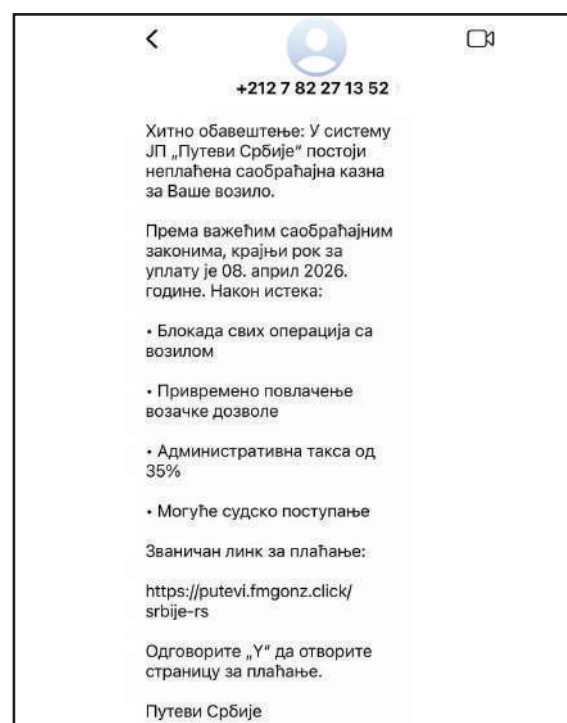 +212 7 82 27 13 52
Хитно обавештење: У систему
ЈП „Путеви Србије“ постоји
неплаћена саобраћајна казна
за Ваше возило.
Према важећим саобраћајним
законима, крајњи рок за
уплату је 08. април 2026.
године. Након истека:
• Блокада свих операција са
возилом
• Привремено повлачење
возачке дозволе
• Административна такса од
35%
• Могуће судско поступање
Званичан линк за плаћање:
https://putevi.fmgonz.click/
srbije-rs
Одговорите „Y“ да отворите
страницу за плаћање.
Путеви Србије